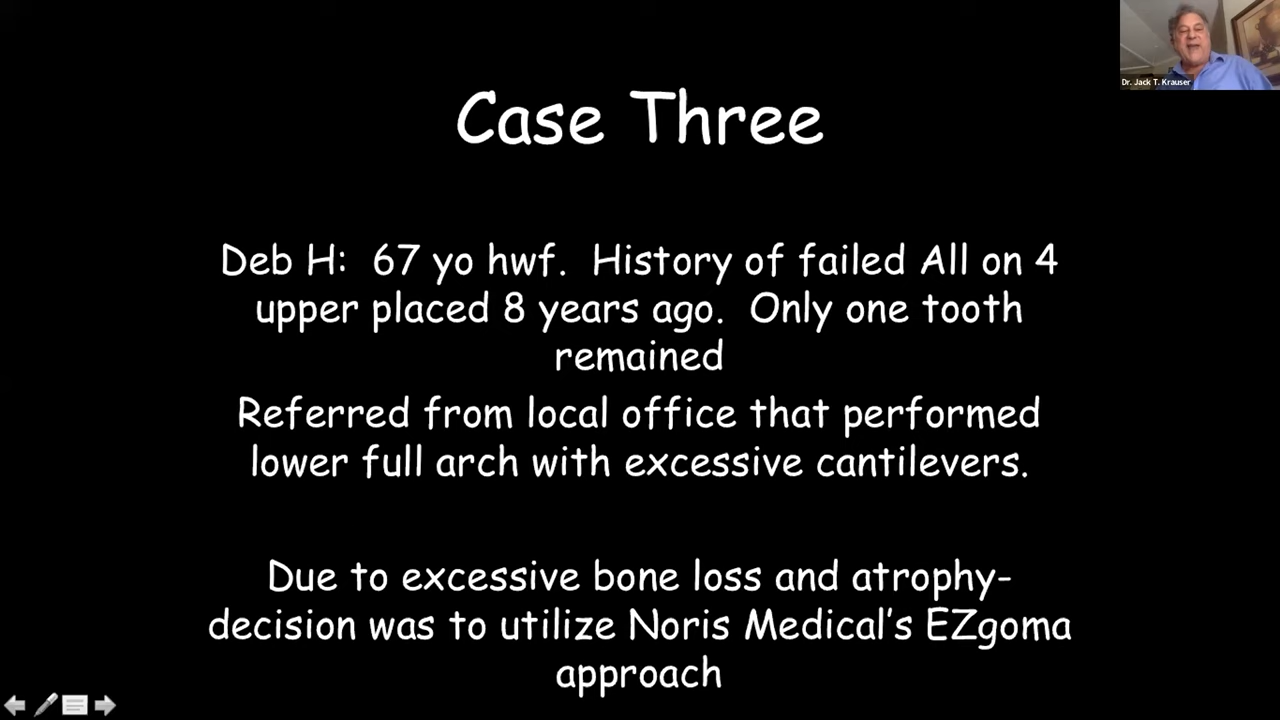 Dr. Jack T. Krauser
Case Three
Deb H:  67 yo hwf.  History of failed All on 4
upper placed 8 years ago.  Only one tooth
remained
Referred from local office that performed
lower full arch with excessive cantilevers.
Due to excessive bone loss and atrophy-
decision was to utilize Noris Medical's EZgoma
approach